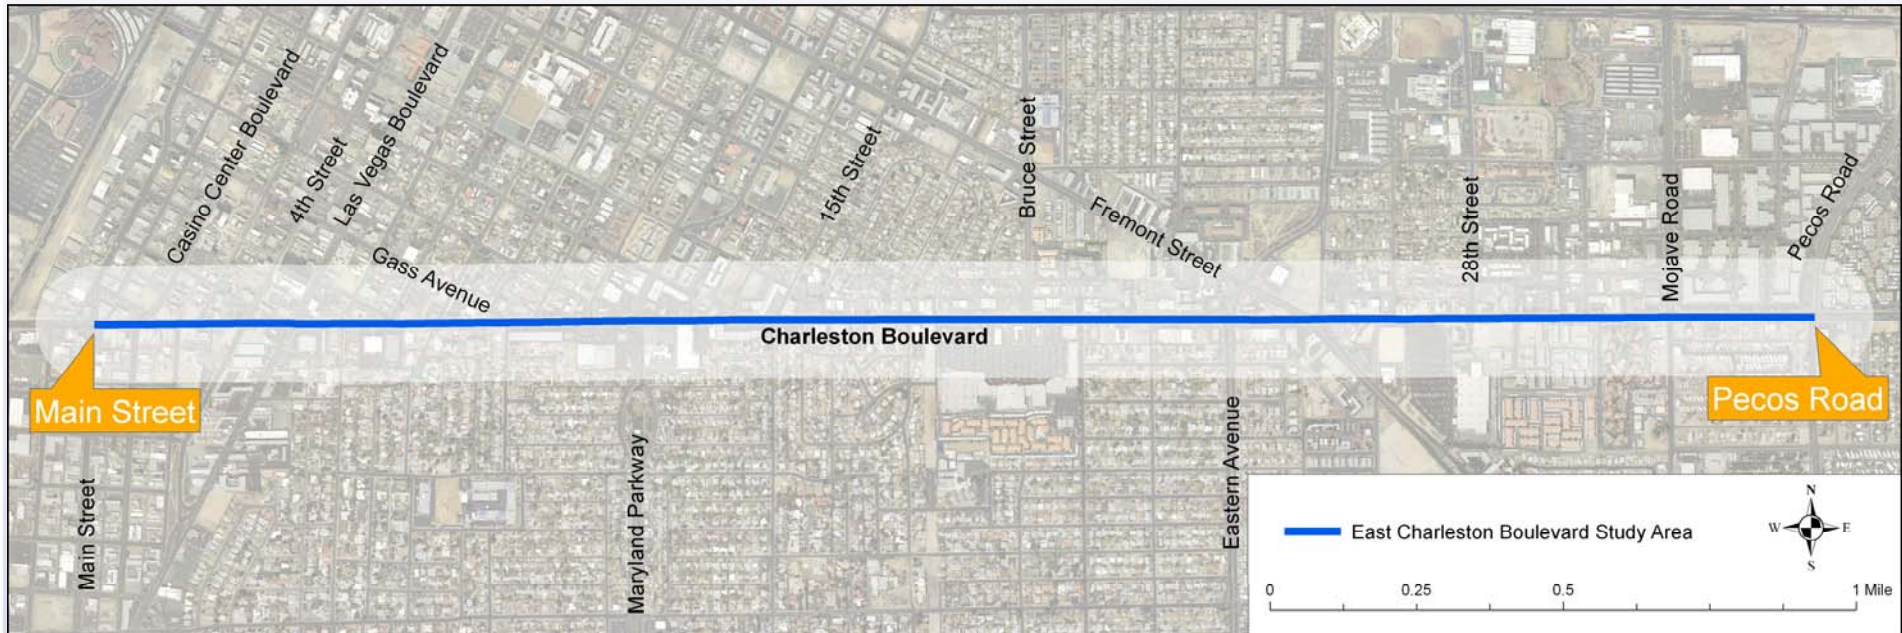 Casino Center Boulevard
4th Street
Las Vegas Boulevard
15th Street
Bruce Street
Fremont Street
28th Street
Mojave Road
Pecos Road
Gass Avenue
Charleston Boulevard
Main Street
Pecos Road
Main Street
Maryland Parkway
Eastern Avenue
N
W E
S
East Charleston Boulevard Study Area
0 0.25 0.5 1 Mile